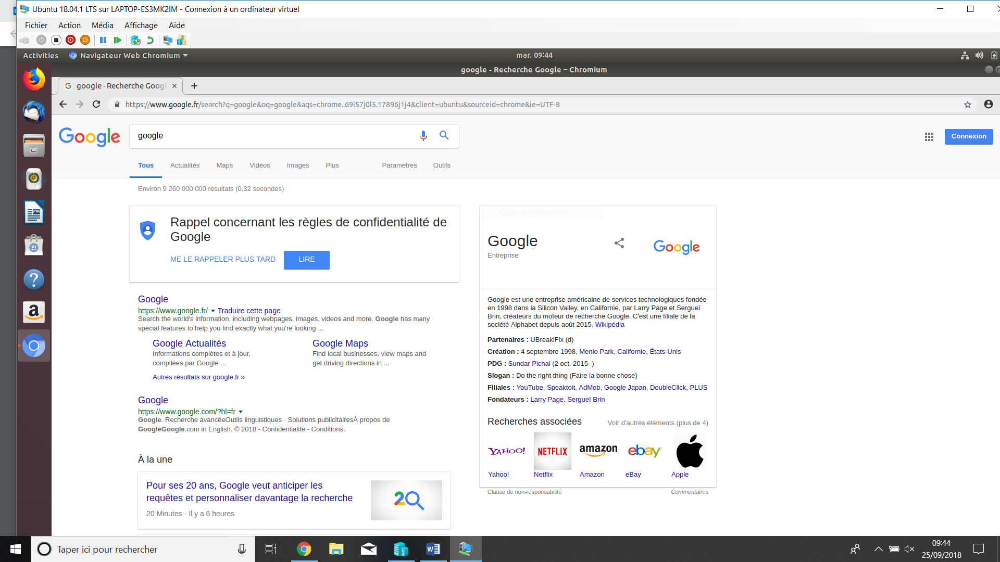 Ubuntu 18.04.1 LTS sur LAPTOP-ES3MK2IM - Connexion à un ordinateur virtuel
Fichier Action Média Affichage Aide
Activities Navigateur Web Chromium mar. 09:44
google - Recherche Google – Chromium
google - Recherche Googl
https://www.google.fr/search?q=google&oq=google&aqs=chrome..69i57j0l5.17896j1j4&client=ubuntu&sourceid=chrome&ie=UTF-8
Google google Connexion
Tous Actualités Maps Vidéos Images Plus Paramètres Outils
Environ 9 260 000 000 résultats (0,32 secondes)
Rappel concernant les règles de confidentialité de
Google
ME LE RAPPELER PLUS TARD LIRE
Google
https://www.google.fr/ Traduire cette page
Search the world's information, including webpages, images, videos and more. Google has many
special features to help you find exactly what you're looking ...
Google Actualités
Informations complètes et à jour,
compilées par Google ...
Google Maps
Find local businesses, view maps and
get driving directions in ...
Autres résultats sur google.fr »
Google
https://www.google.com/?hl=fr
Google. Recherche avancéeOutils linguistiques · Solutions publicitairesÀ propos de
GoogleGoogle.com in English. © 2018 - Confidentialité - Conditions.
À la une
Pour ses 20 ans, Google veut anticiper les
requêtes et personnaliser davantage la recherche
20 Minutes · Il y a 6 heures
20
Capture Plein écran
Google
Entreprise
Google
Google est une entreprise américaine de services technologiques fondée
en 1998 dans la Silicon Valley, en Californie, par Larry Page et Sergueï
Brin, créateurs du moteur de recherche Google. C'est une filiale de la
société Alphabet depuis août 2015. Wikipédia
Partenaires : UBreakiFix (d)
Création : 4 septembre 1998, Menlo Park, Californie, États-Unis
PDG : Sundar Pichai (2 oct. 2015–)
Slogan : Do the right thing (Faire la bonne chose)
Filiales : YouTube, Speaktoit, AdMob, Google Japan, DoubleClick, PLUS
Fondateurs : Larry Page, Sergueï Brin
Recherches associées Voir d'autres éléments (plus de 4)
YAHOO! NETFLIX amazon ebay
Yahoo! Netflix Amazon eBay Apple
Clause de non-responsabilité Commentaires
Taper ici pour rechercher
09:44
25/09/2018